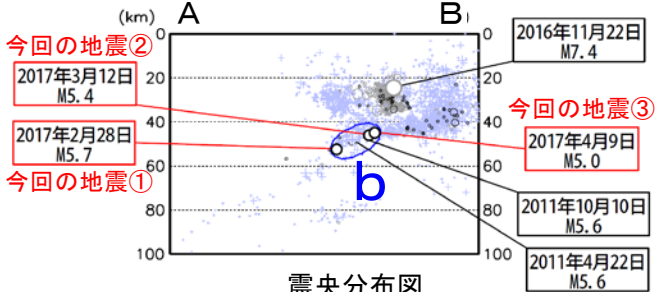 (km) A B
今回の地震②
2017年3月12日
M5.4
2017年2月28日
M5.7
今回の地震①
0
20
40
60
80
100
b
0
20
40
60
80
100
2016年11月22日
M7.4
今回の地震③
2017年4月9日
M5.0
2011年10月10日
M5.6
2011年4月22日
M5.6
震央分布図